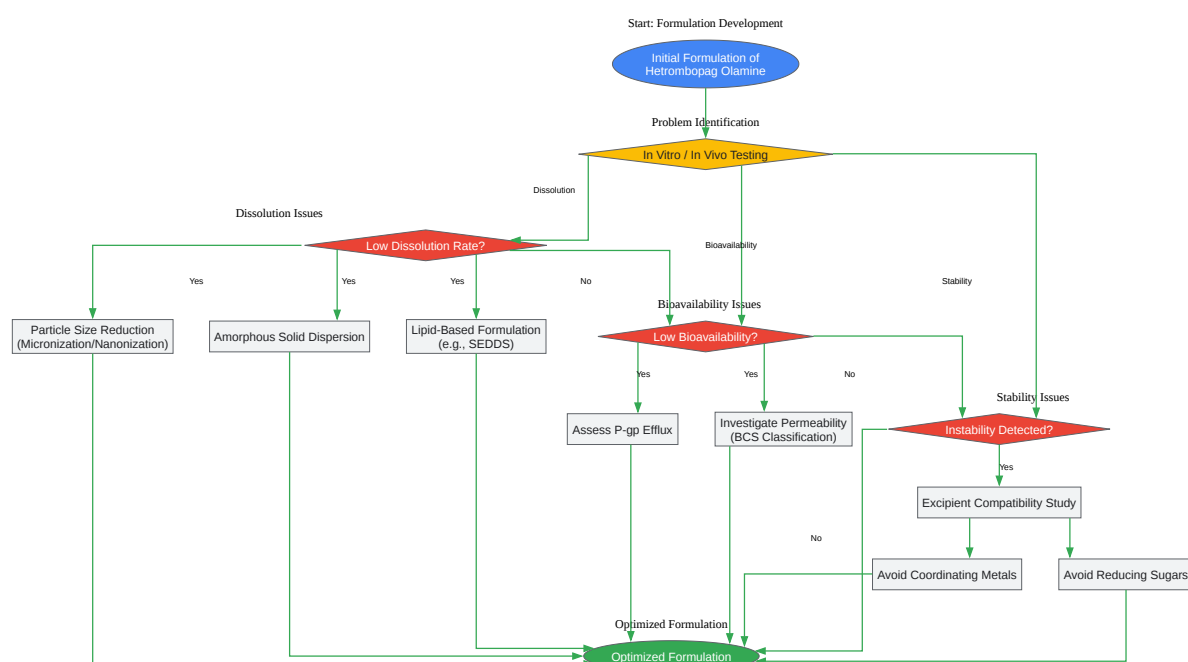 Start: Formulation Development
Initial Formulation of
Hetrombopag Olamine
Problem Identification
In Vitro / In Vivo Testing
Dissolution
Dissolution Issues
Low Dissolution Rate?
Bioavailability
Yes
Yes
Yes
No
Stability
Bioavailability Issues
Particle Size Reduction
(Micronization/Nanonization)
Amorphous Solid Dispersion
Lipid-Based Formulation
(e.g., SEDDS)
Low Bioavailability?
Yes
Yes
No
Stability Issues
Assess P-gp Efflux
Investigate Permeability
(BCS Classification)
Instability Detected?
Yes
Excipient Compatibility Study
No
Avoid Coordinating Metals
Avoid Reducing Sugars
Optimized Formulation
Optimized Formulation